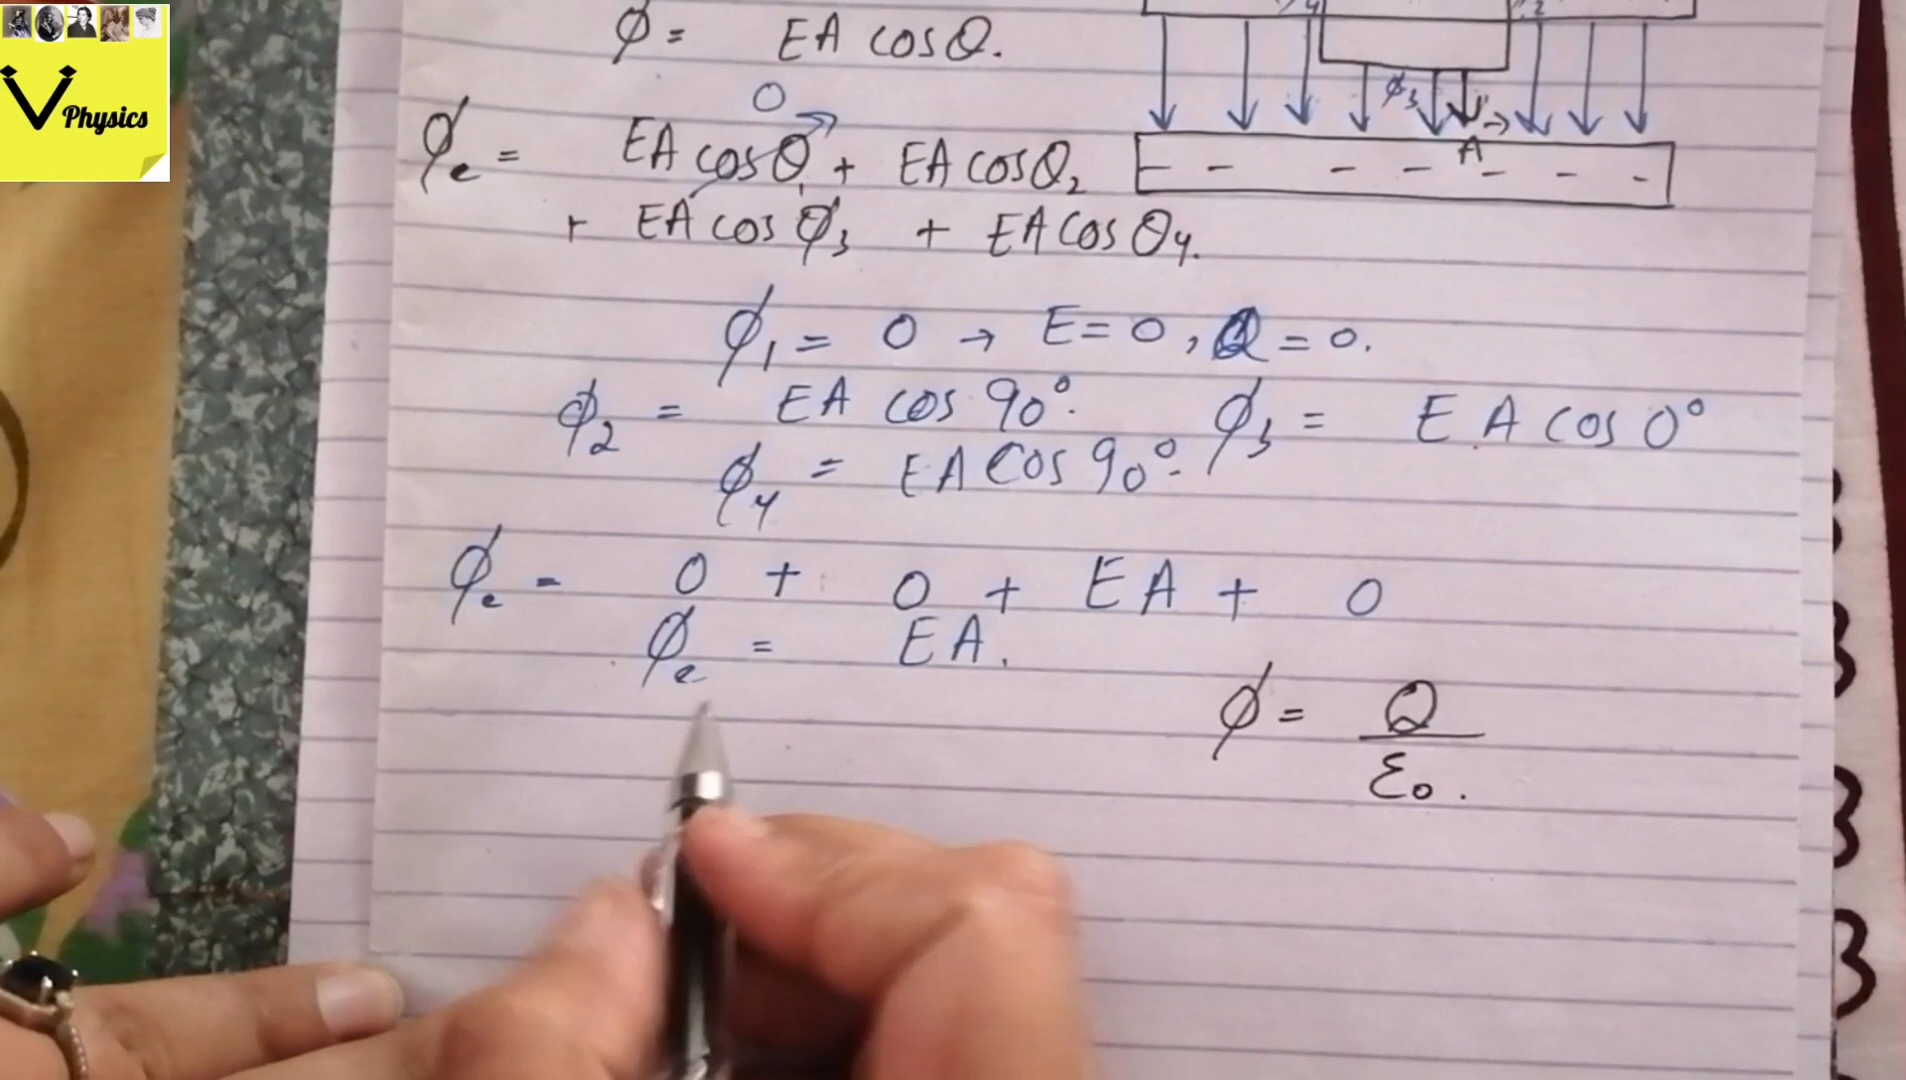 V Physics
ϕ = EA cosθ.
0
ϕe = EA cosθ1 + EA cosθ2
+ EA cos ϕ3 + EA cos θ4.
ϕ3
A
- - - - - - -
ϕ1 = 0 → E = 0, Q = 0.
ϕ2 = EA cos 90°. ϕ3 = EA cos 0°
ϕ4 = EA Cos 90°.
ϕe = 0 + 0 + EA + 0
ϕe = EA.
ϕ = Q
ε0.